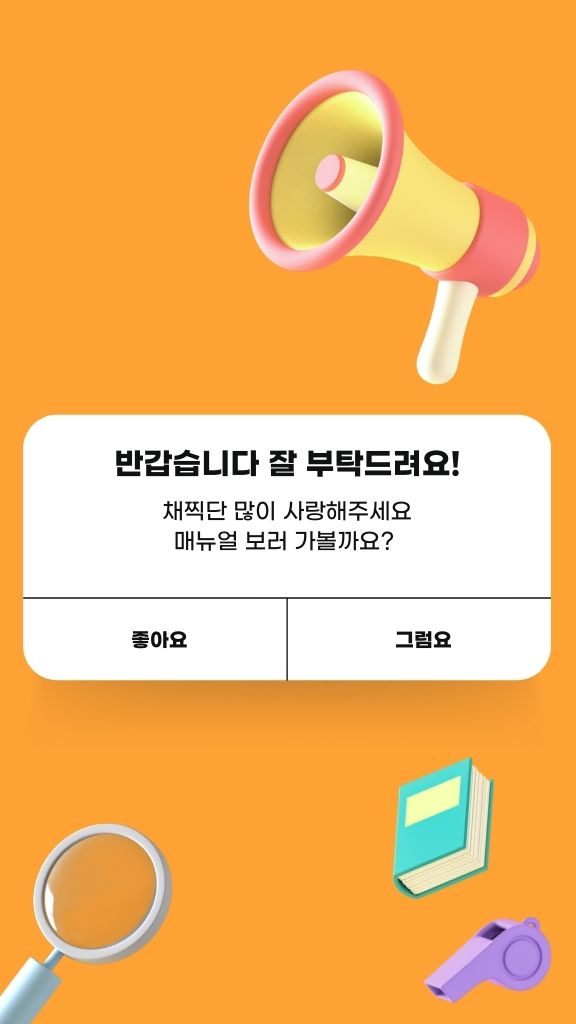 반갑습니다 잘 부탁드려요!
채찍단 많이 사랑해주세요
매뉴얼 보러 가볼까요?
좋아요
그럼요